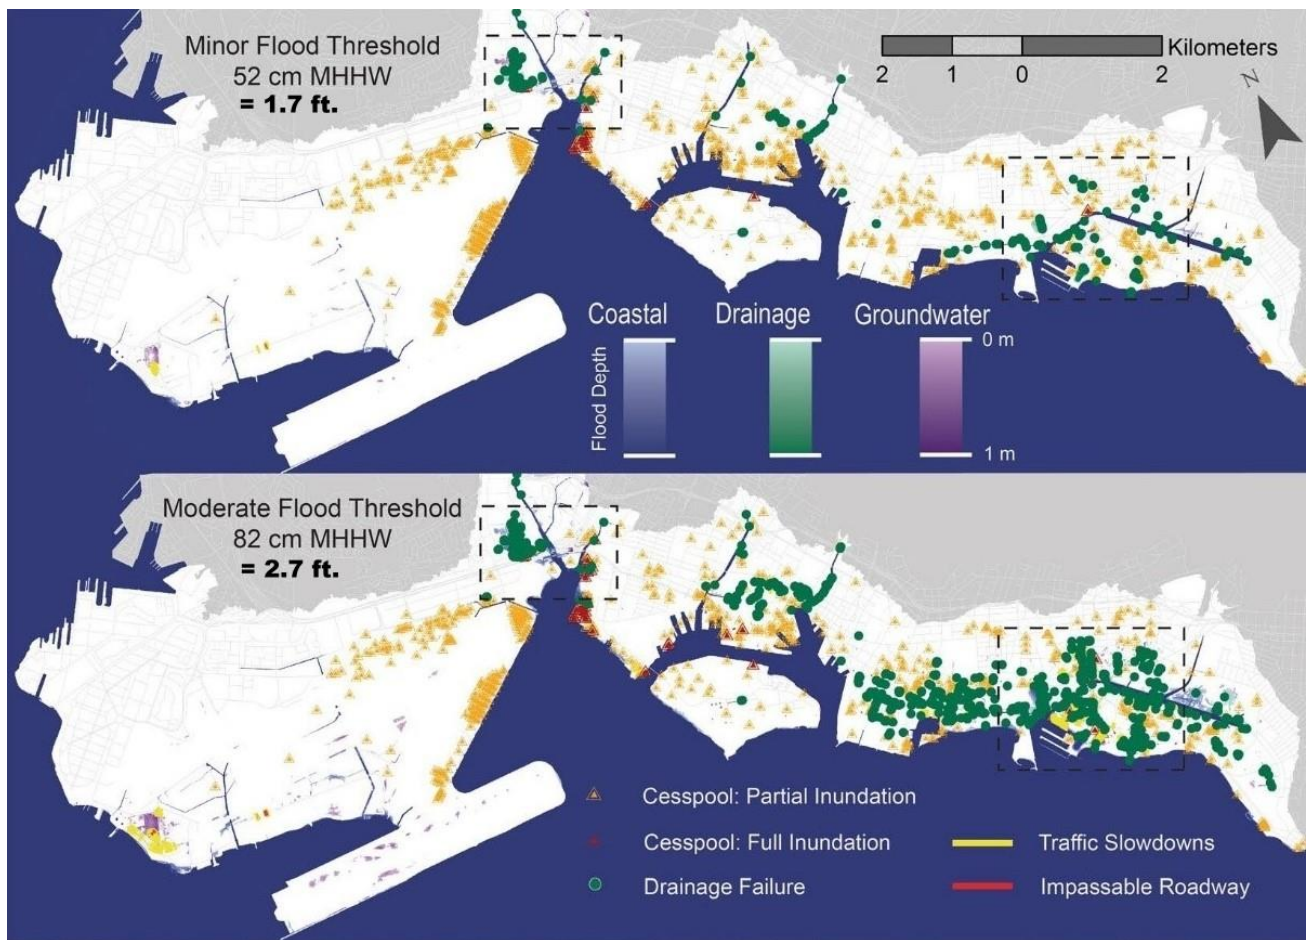 Minor Flood Threshold
52 cm MHHW
= 1.7 ft.
Kilometers
2 1 0 2
N
Coastal Drainage Groundwater
Flood Depth
0 m
1 m
Moderate Flood Threshold
82 cm MHHW
= 2.7 ft.
Cesspool: Partial Inundation
Cesspool: Full Inundation
Drainage Failure
Traffic Slowdowns
Impassable Roadway